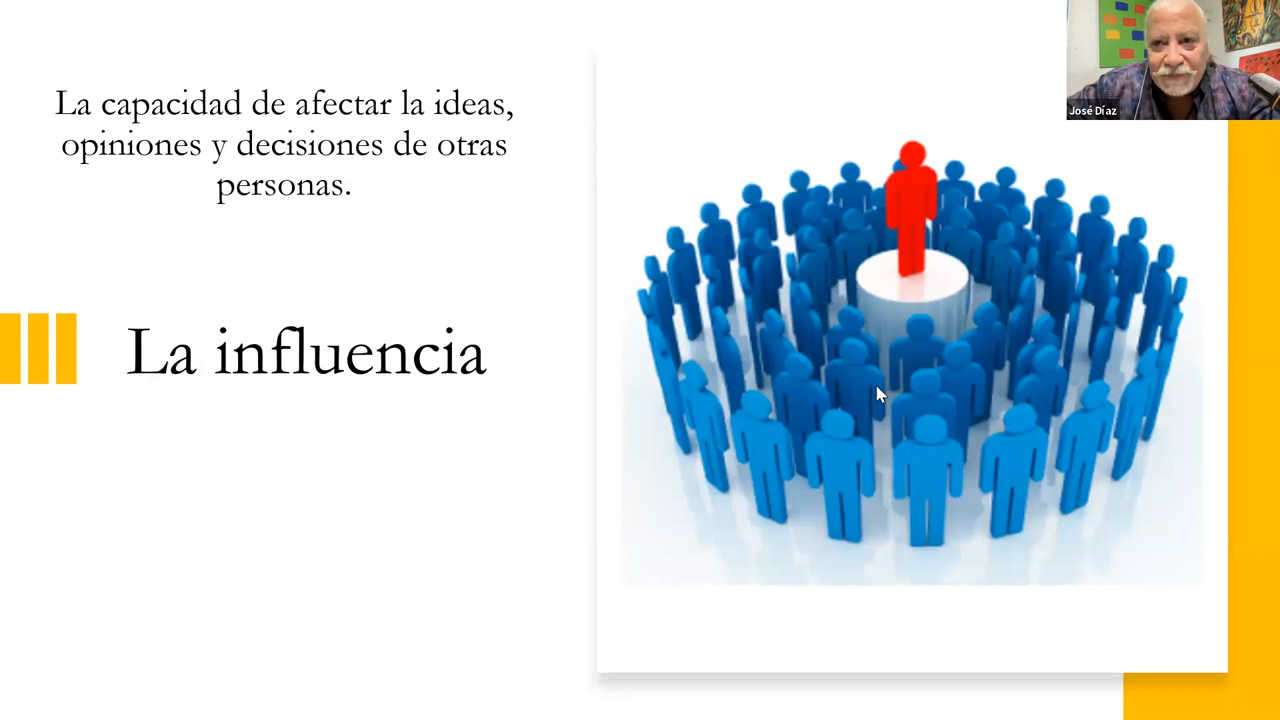 La capacidad de afectar la ideas,
opiniones y decisiones de otras
personas.
La influencia
José Díaz